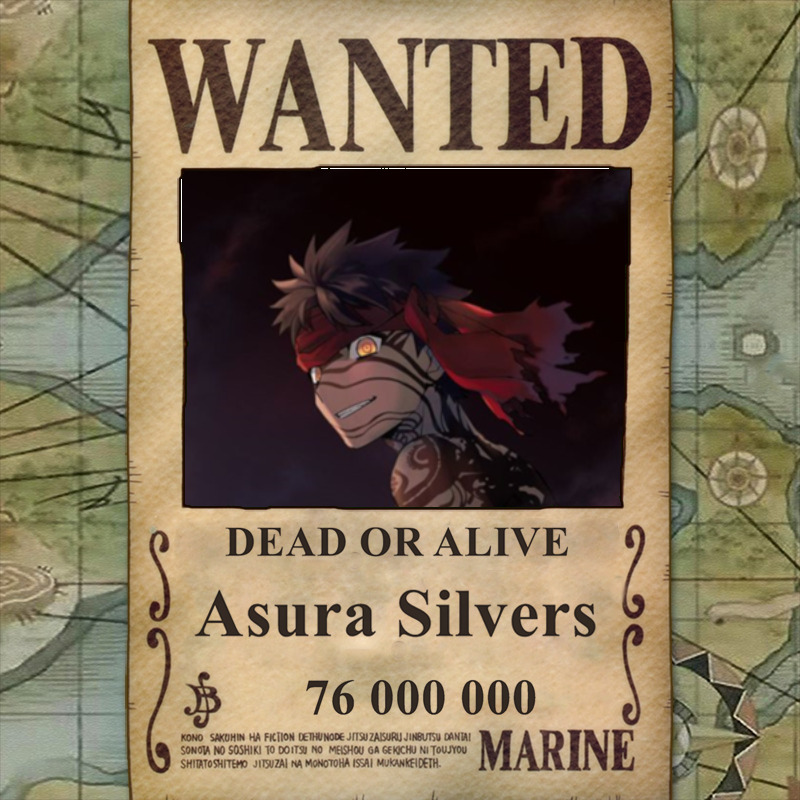 WANTED
DEAD OR ALIVE
Asura Silvers
B
76 000 000
KONO SAKUHIN HA FICTION DETHUNODE JITSUZAISURU JINBUTSU DANTAI
SONOTA NO SOSHIKI TO DOITSU NO MEISHOU GA GEKICHU NI TOUJYOU
SHITATOSHITEMO JITSUZAI NA MONOTOHA ISSAI MUKANKEIDETH.
MARINE